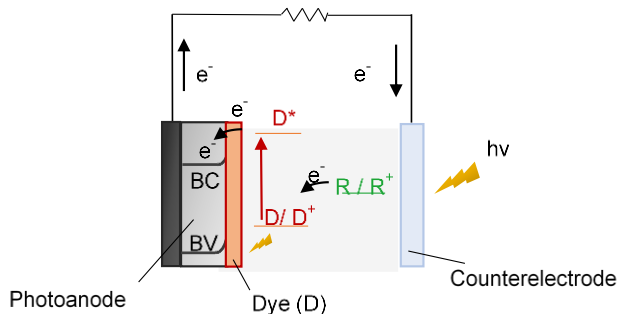 e-
e-
e-
D*
e-
hv
e-
R / R+
BC
D/ D+
BV
Counterelectrode
Photoanode
Dye (D)